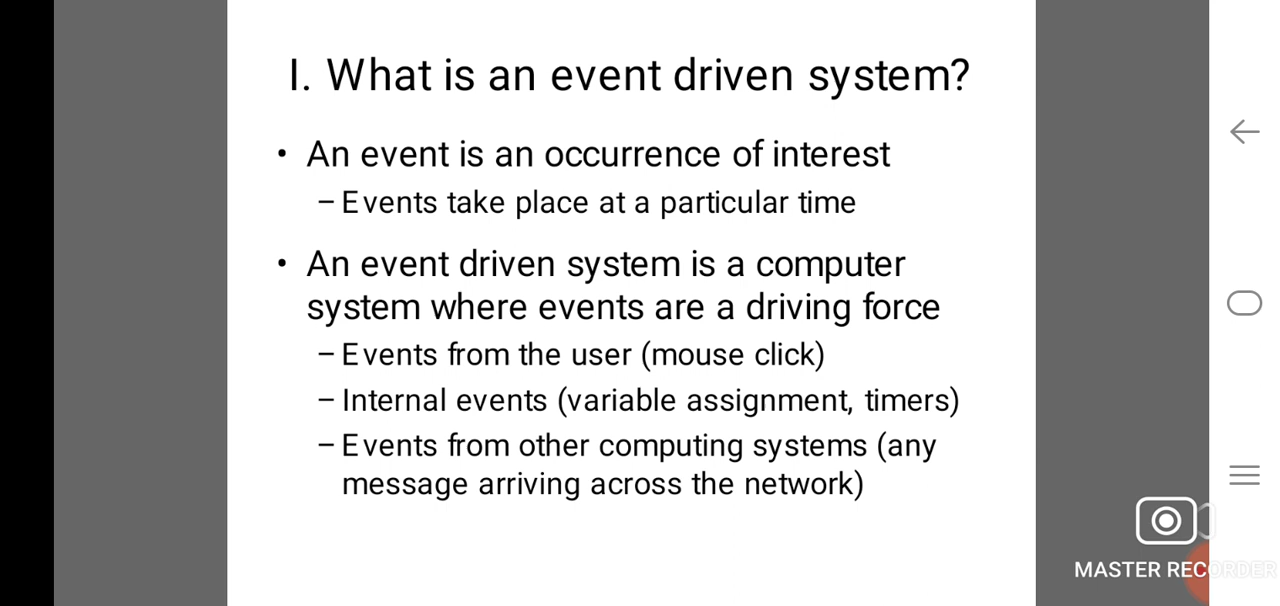 I. What is an event driven system?
• An event is an occurrence of interest
– Events take place at a particular time
• An event driven system is a computer
system where events are a driving force
– Events from the user (mouse click)
– Internal events (variable assignment, timers)
– Events from other computing systems (any
message arriving across the network)
MASTER RECORDER